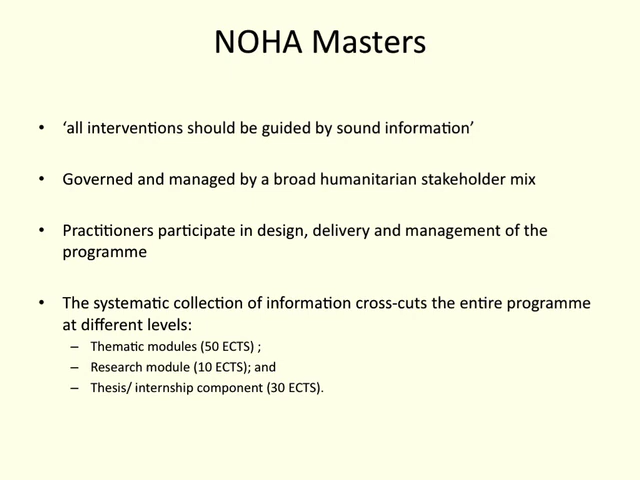 NOHA Masters
• ‘all interventions should be guided by sound information’
• Governed and managed by a broad humanitarian stakeholder mix
• Practitioners participate in design, delivery and management of the
programme
• The systematic collection of information cross-cuts the entire programme
at different levels:
– Thematic modules (50 ECTS) ;
– Research module (10 ECTS); and
– Thesis/ internship component (30 ECTS).